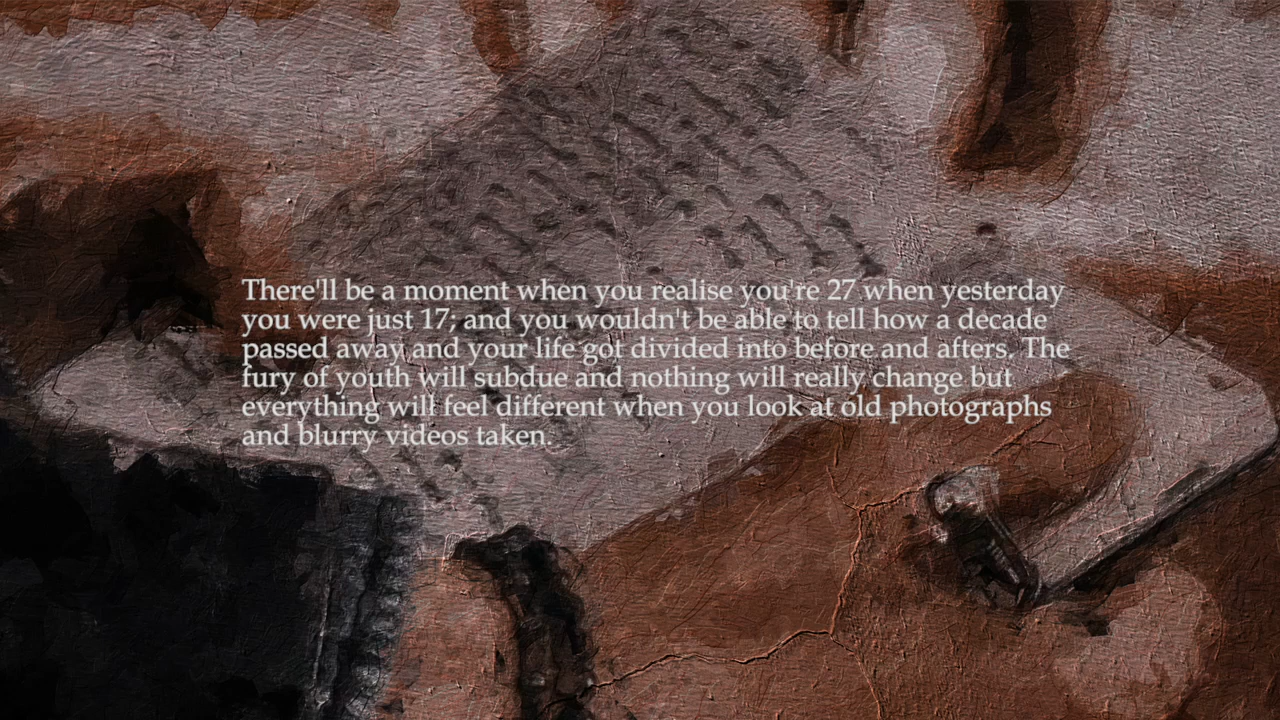 There'll be a moment when you realise you're 27 when yesterday
you were just 17; and you wouldn't be able to tell how a decade
passed away and your life got divided into before and afters. The
fury of youth will subdue and nothing will really change but
everything will feel different when you look at old photographs
and blurry videos taken.